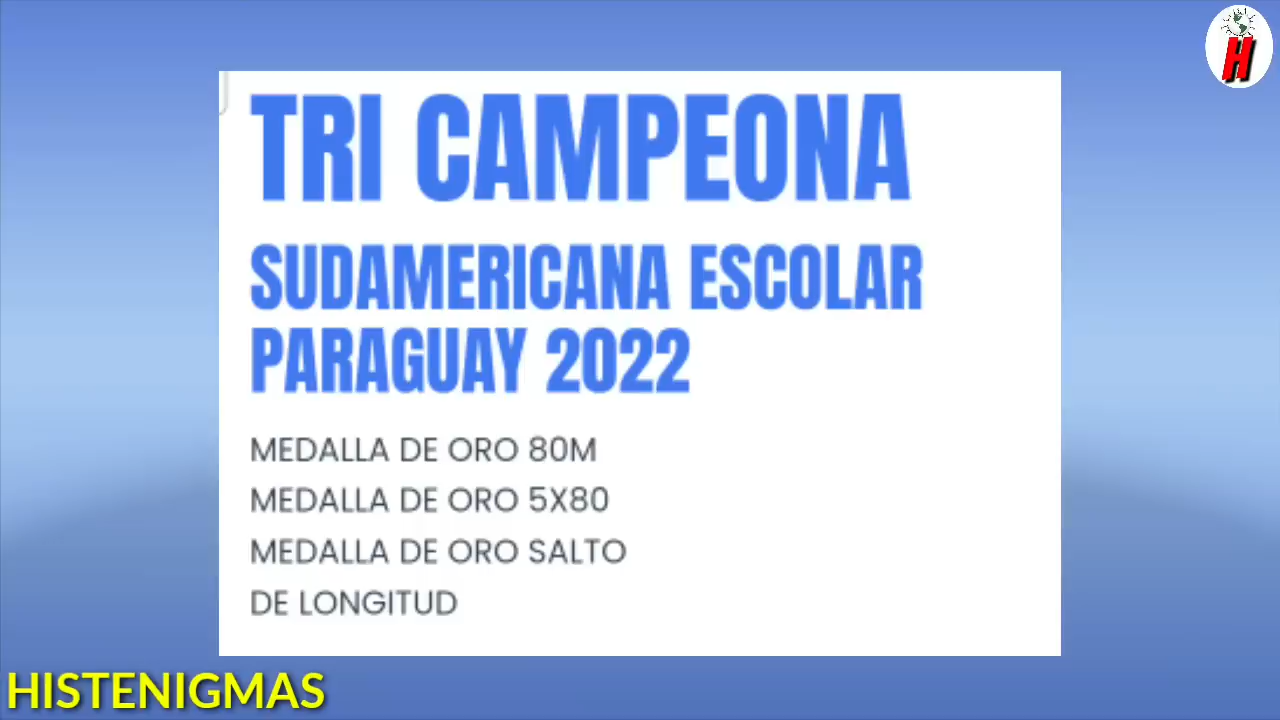 H
TRI CAMPEONA
SUDAMERICANA ESCOLAR
PARAGUAY 2022
MEDALLA DE ORO 80M
MEDALLA DE ORO 5X80
MEDALLA DE ORO SALTO
DE LONGITUD
HISTENIGMAS